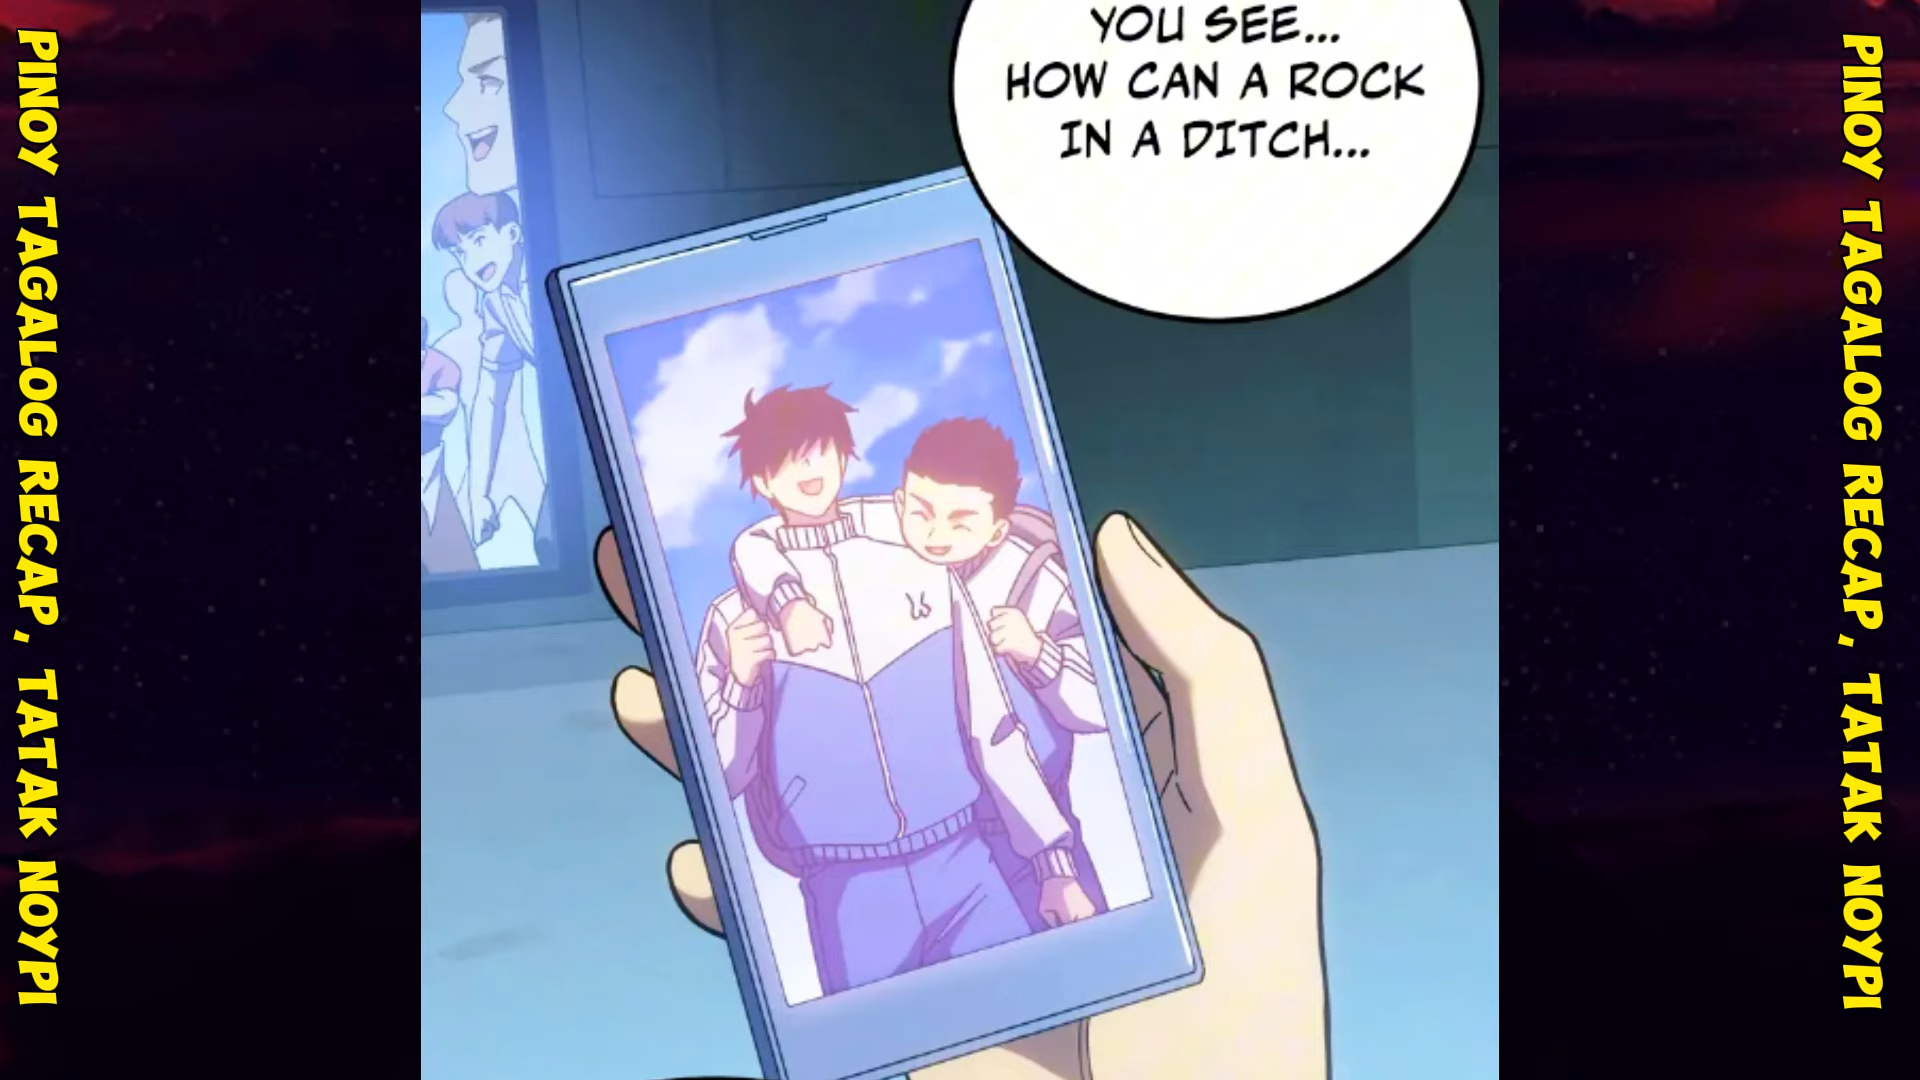 PINOY TAGALOG RECAP, TATAK NOYPI
YOU SEE...
HOW CAN A ROCK
IN A DITCH...
PINOY TAGALOG RECAP, TATAK NOYPI